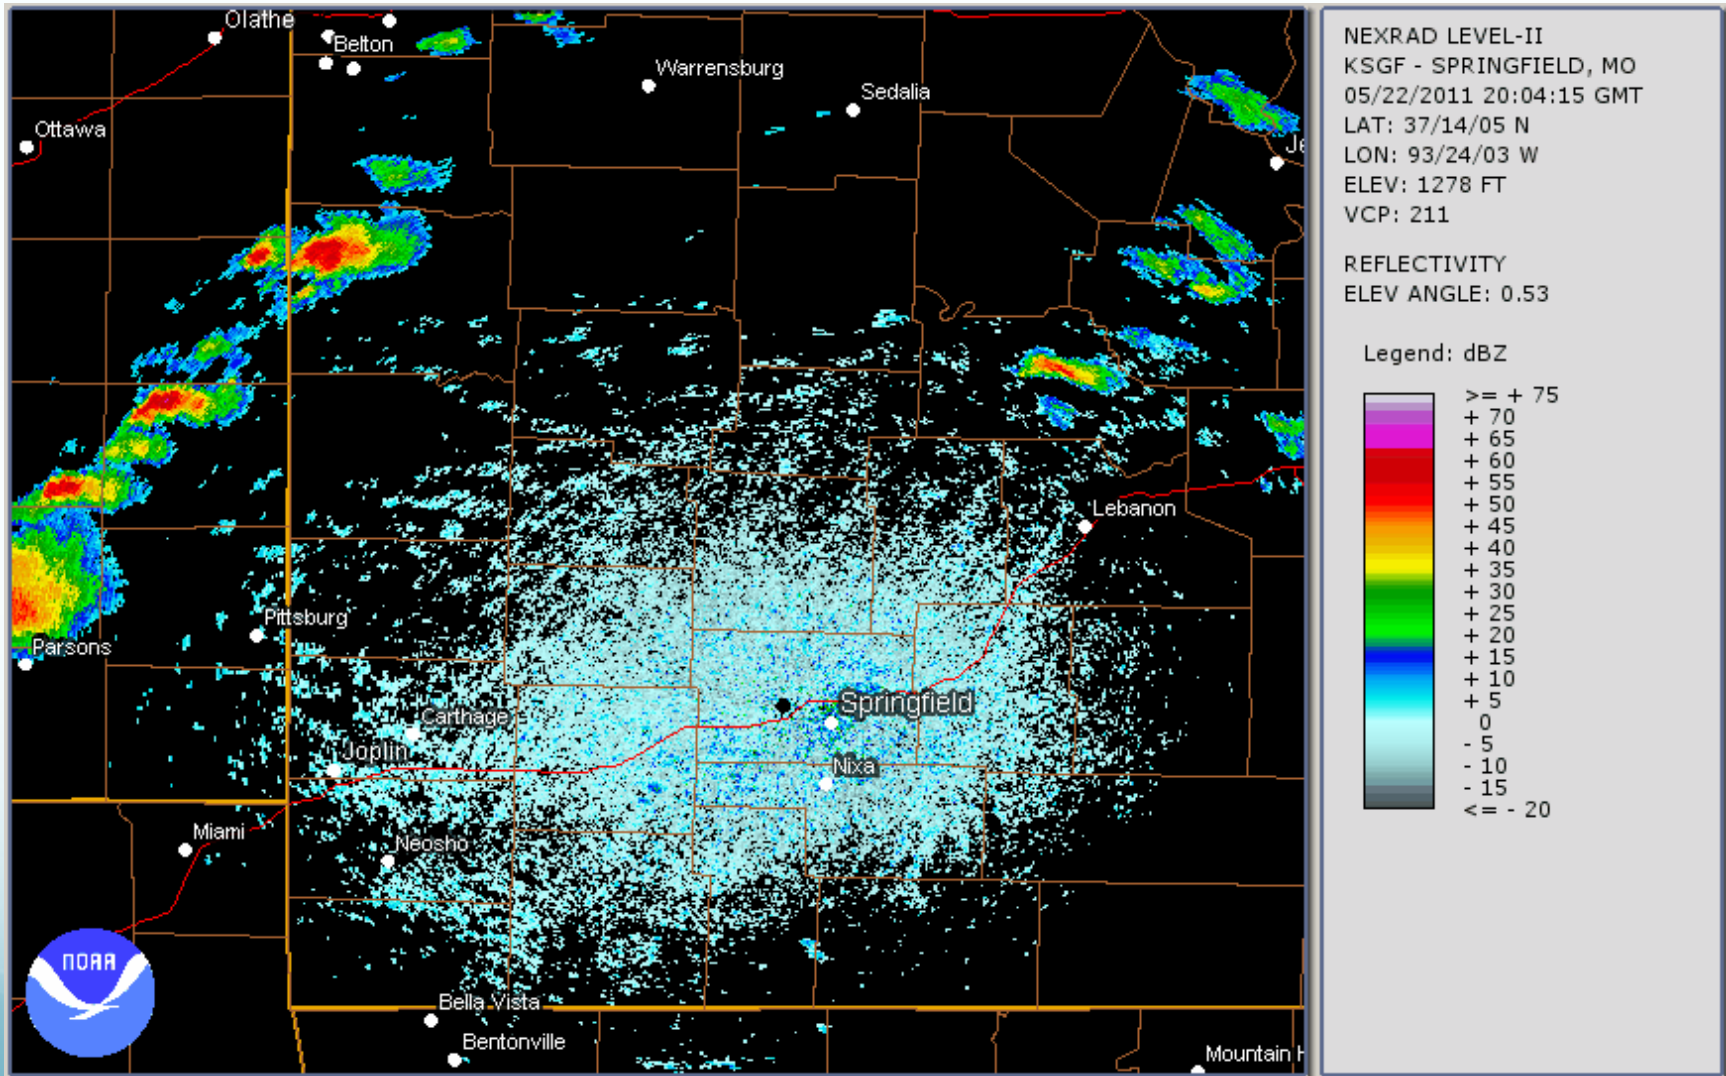 Olathe
Belton
Warrensburg
Sedalia
Ottawa
Je
Lebanon
Pittsburg
Parsons
Springfield
Carthage
Joplin
Nixa
Miami
Neosho
NOAA
Bella Vista
Bentonville
Mountain H
NEXRAD LEVEL-II
KSGF - SPRINGFIELD, MO
05/22/2011 20:04:15 GMT
LAT: 37/14/05 N
LON: 93/24/03 W
ELEV: 1278 FT
VCP: 211
REFLECTIVITY
ELEV ANGLE: 0.53
Legend: dBZ
>= + 75
+ 70
+ 65
+ 60
+ 55
+ 50
+ 45
+ 40
+ 35
+ 30
+ 25
+ 20
+ 15
+ 10
+ 5
0
- 5
- 10
- 15
<= - 20